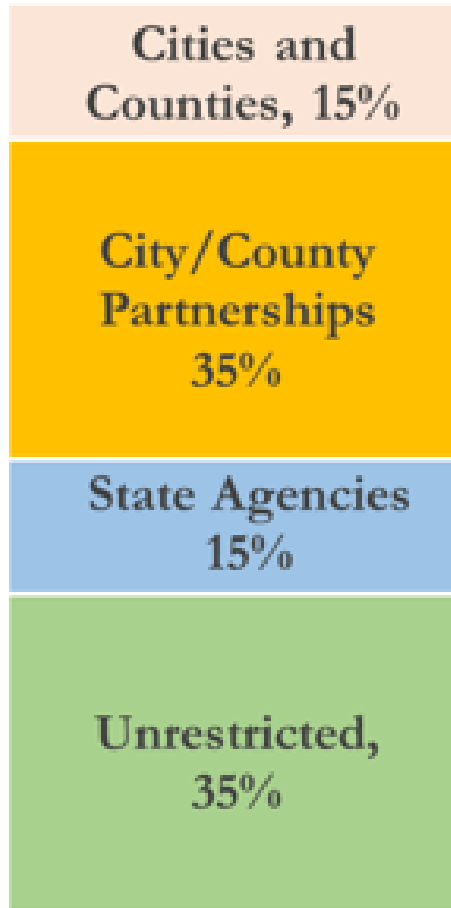 Cities and
Counties, 15%
City/County
Partnerships
35%
State Agencies
15%
Unrestricted,
35%